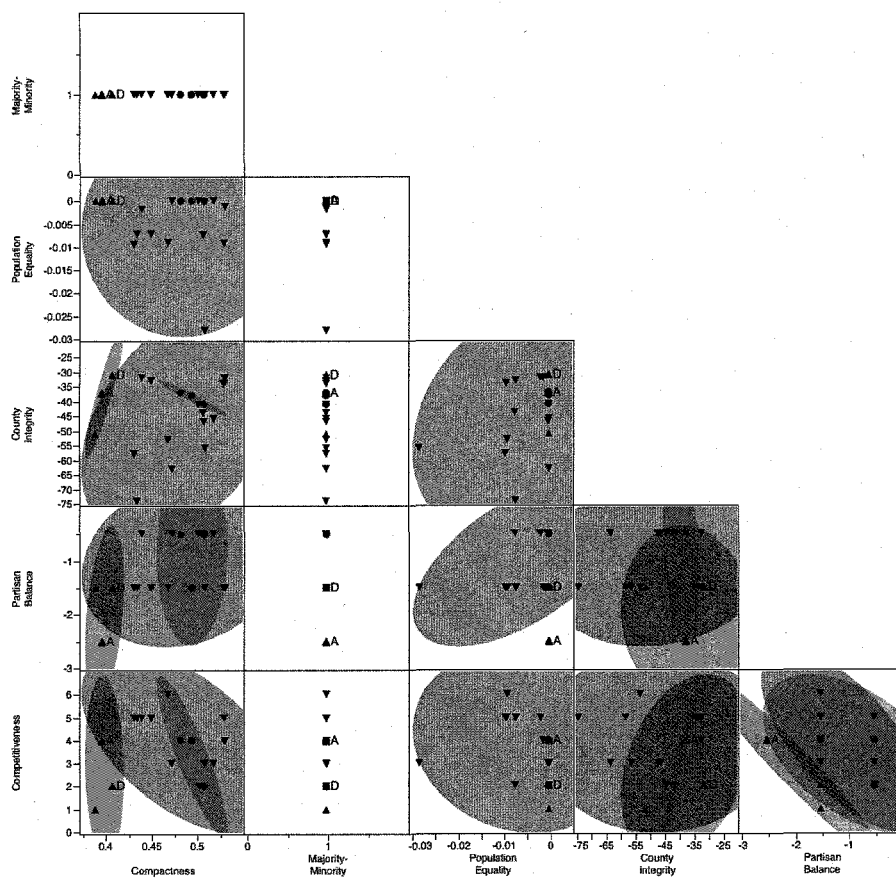 Majority-
Minority
1
0
A D
Population
Equality
0
-0.005
-0.01
-0.015
-0.02
-0.025
-0.03
D
County
integrity
-25
-30
-35
-40
-45
-50
-55
-60
-65
-70
-75
D
D
A
D
A
Partisan
Balance
-1
-2
-3
D
A
D
A
D
A
Competitiveness
6
5
4
3
2
1
0
D
A
D
A
D
0.4 0.45 0.5
0 1
-0.03 -0.02 -0.01 0
-75 -65 -55 -45 -35 -25
-3 -2 -1 0
Compactness
Majority-
Minority
Population
Equality
County
integrity
Partisan
Balance